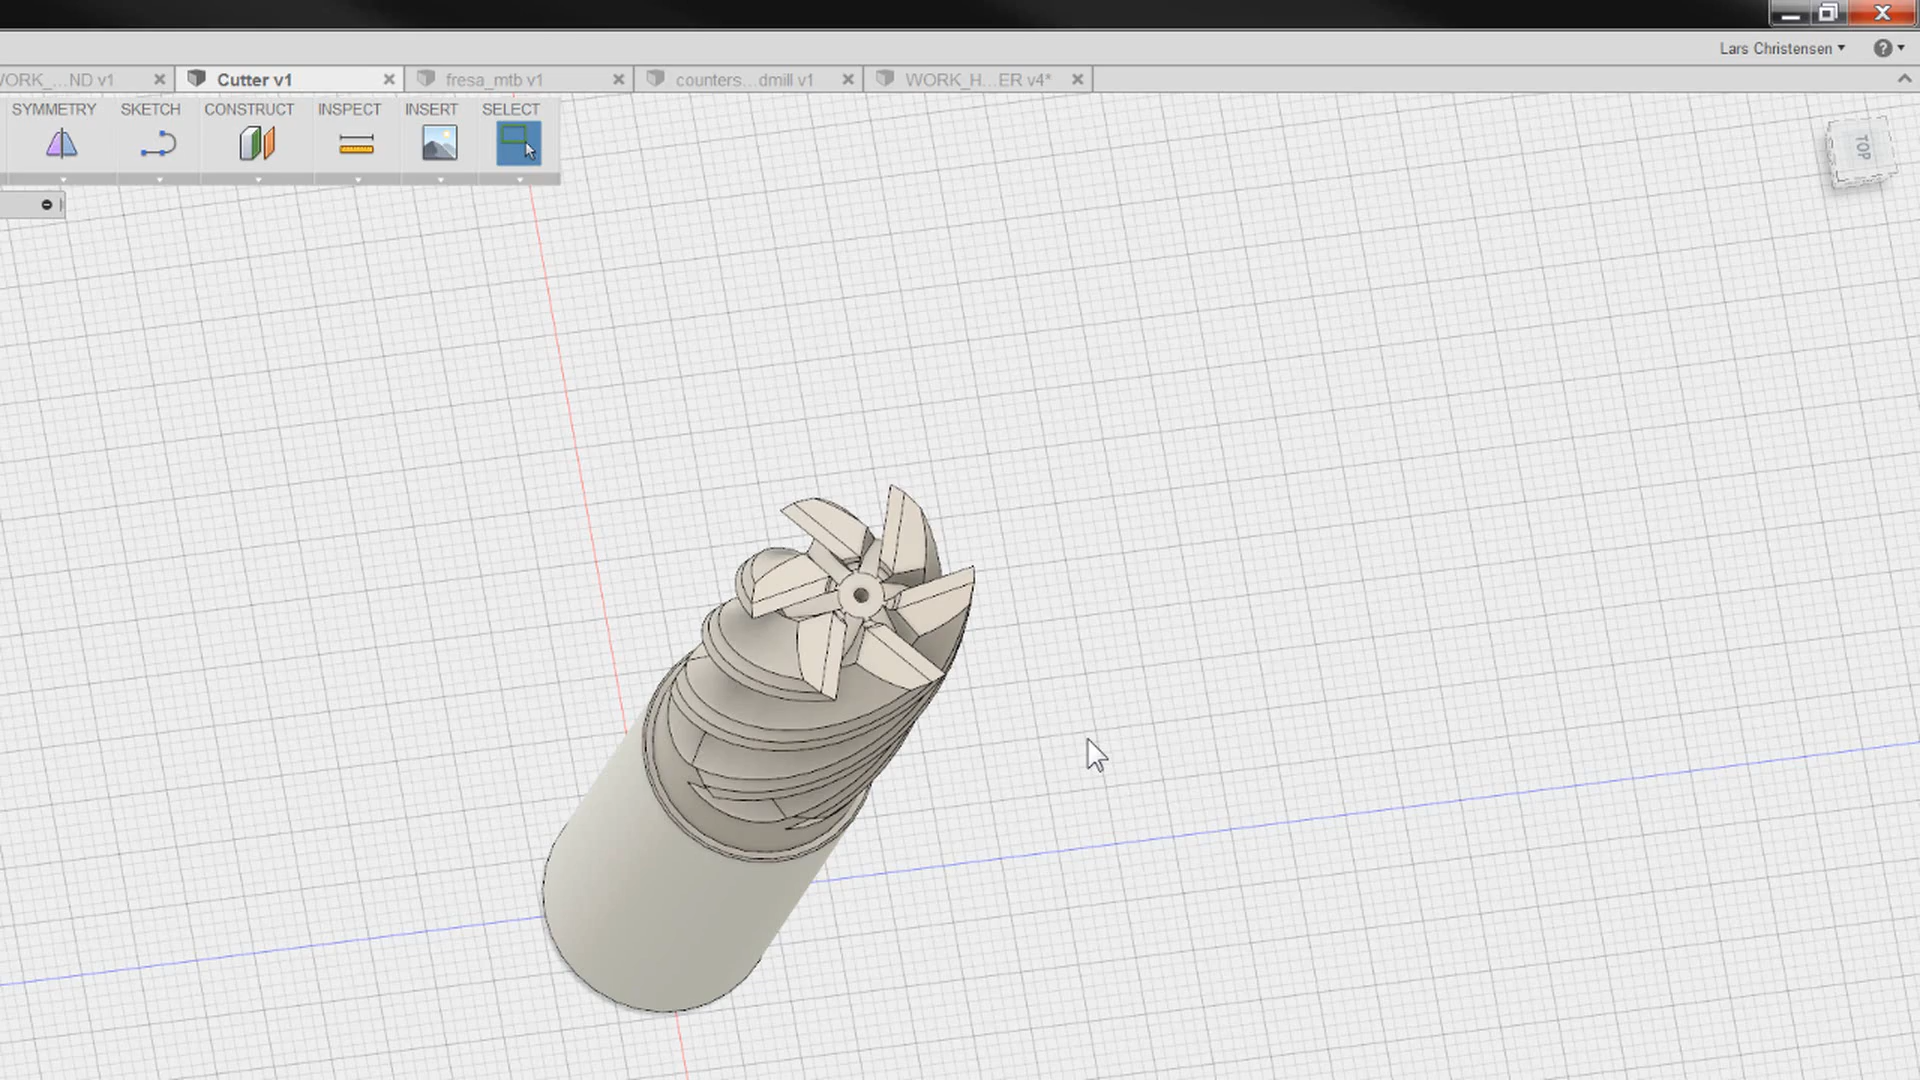 Lars Christensen
WORK_...ND v1
Cutter v1
fresa_mtb v1
counters...dmill v1
WORK_H...ER v4*
SYMMETRY
SKETCH
CONSTRUCT
INSPECT
INSERT
SELECT
TOP